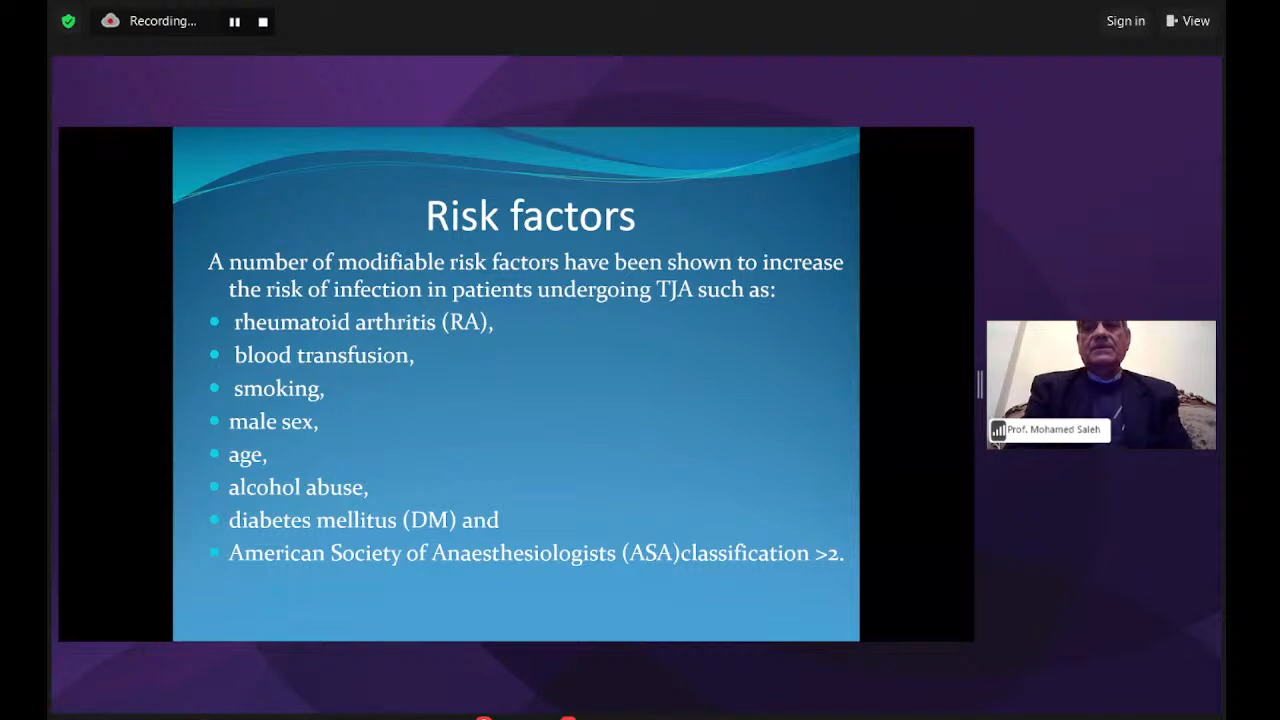 Recording...
Sign in
View
Risk factors
A number of modifiable risk factors have been shown to increase
the risk of infection in patients undergoing TJA such as:
rheumatoid arthritis (RA),
blood transfusion,
smoking,
male sex,
age,
alcohol abuse,
diabetes mellitus (DM) and
American Society of Anaesthesiologists (ASA)classification >2.
Prof. Mohamed Saleh